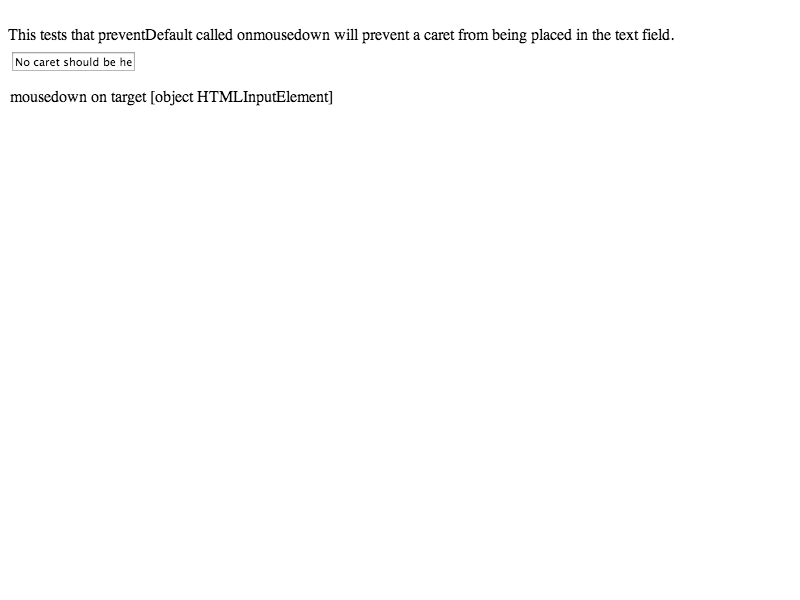 This tests that preventDefault called onmousedown will prevent a caret from being placed in the text field.
No caret should be he
mousedown on target [object HTMLInputElement]